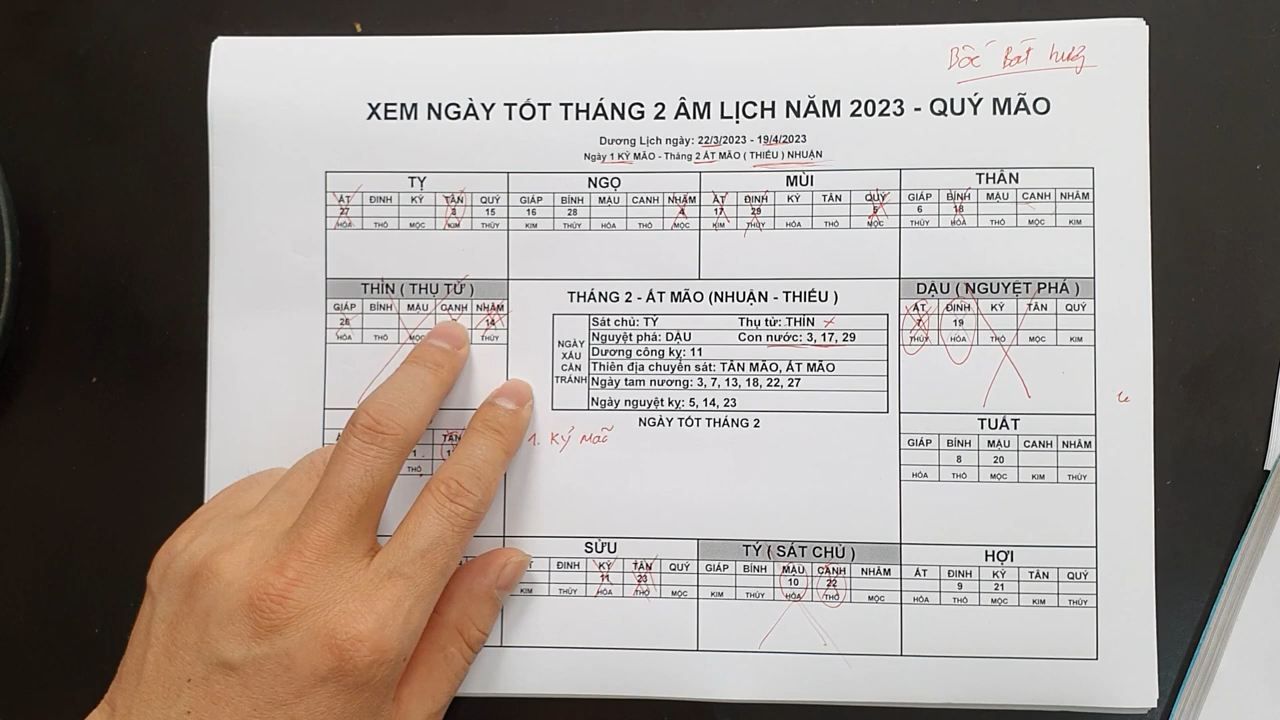 Bốc Bát hương
XEM NGÀY TỐT THÁNG 2 ÂM LỊCH NĂM 2023 - QUÝ MÃO
Dương Lịch ngày: 22/3/2023 - 19/4/2023
Ngày 1 KỶ MÃO - Tháng 2 ẤT MÃO ( THIẾU ) NHUẬN
TỴ NGỌ MÙI THÂN
ẤT ĐINH KỶ TÂN QUÝ GIÁP BÍNH MẬU CANH NHÂM ẤT ĐINH KỶ TÂN QUÝ GIÁP BÍNH MẬU CANH NHÂM
27 3 15 16 28 4 17 29 5 6 18
HỎA THỔ MỘC KIM THỦY KIM THỦY HỎA THỔ MỘC KIM THỦY HỎA THỔ MỘC THỦY HỎA THỔ MỘC KIM
THÌN ( THỤ TỬ )
GIÁP BÍNH MẬU CANH NHÂM
26 14
HỎA THỔ MỘC THỦY
THÁNG 2 - ẤT MÃO (NHUẬN - THIẾU )
NGÀY XẤU CẦN TRÁNH
Sát chủ: TÝ Thụ tử: THÌN
Nguyệt phá: DẬU Con nước: 3, 17, 29
Dương công kỵ: 11
Thiên địa chuyển sát: TÂN MÃO, ẤT MÃO
Ngày tam nương: 3, 7, 13, 18, 22, 27
Ngày nguyệt kỵ: 5, 14, 23
NGÀY TỐT THÁNG 2
1. Kỷ Mão
DẬU ( NGUYỆT PHÁ )
ẤT ĐINH KỶ TÂN QUÝ
7 19
THỦY HỎA THỔ MỘC KIM
TÂN
1
THỔ
TUẤT
GIÁP BÍNH MẬU CANH NHÂM
8 20
HỎA THỔ MỘC KIM THỦY
SỬU TÝ ( SÁT CHỦ ) HỢI
ĐINH KỶ TÂN QUÝ GIÁP BÍNH MẬU CANH NHÂM ẤT ĐINH KỶ TÂN QUÝ
11 23 10 22 9 21
KIM THỦY HỎA THỔ MỘC KIM THỦY HỎA THỔ MỘC HỎA THỔ MỘC KIM THỦY